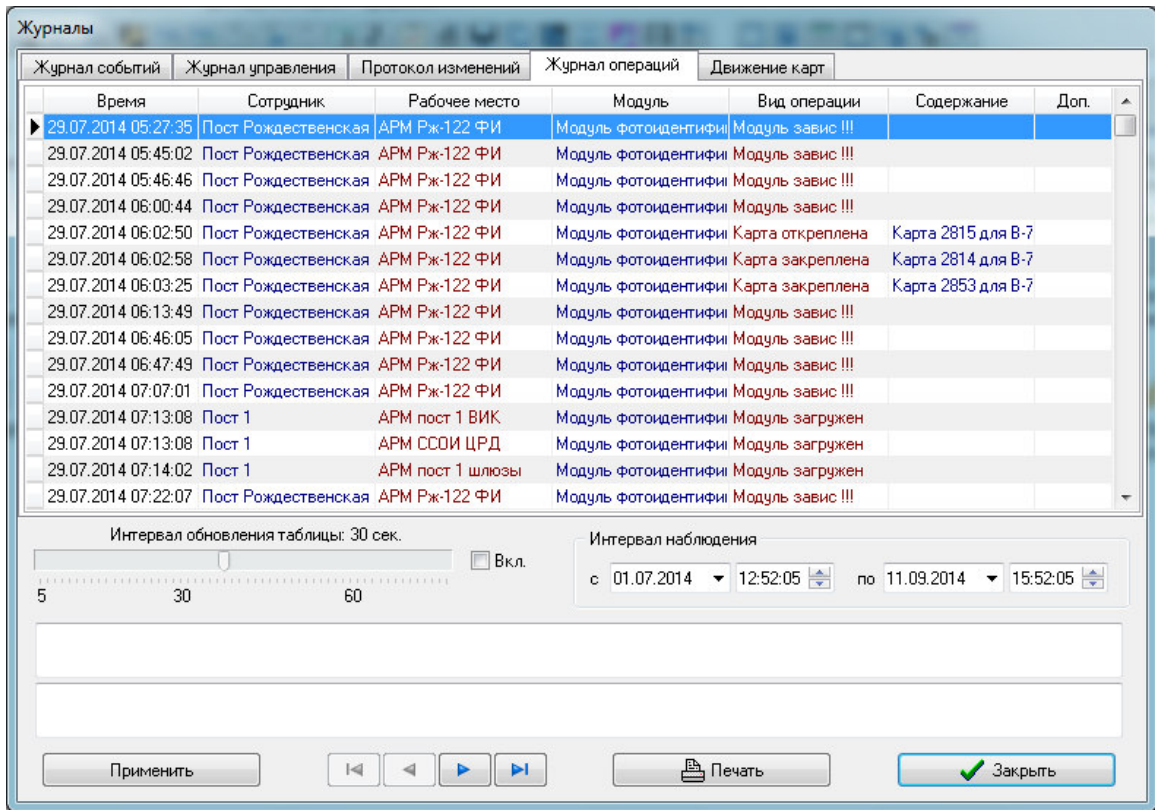 Журналы
Журнал событий Журнал управления Протокол изменений Журнал операций Движение карт
Время Сотрудник Рабочее место Модуль Вид операции Содержание Доп.
29.07.2014 05:27:35 Пост Рождественская АРМ Рж-122 ФИ Модуль фотоидентифи Модуль завис !!!
29.07.2014 05:45:02 Пост Рождественская АРМ Рж-122 ФИ Модуль фотоидентифи Модуль завис !!!
29.07.2014 05:46:46 Пост Рождественская АРМ Рж-122 ФИ Модуль фотоидентифи Модуль завис !!!
29.07.2014 06:00:44 Пост Рождественская АРМ Рж-122 ФИ Модуль фотоидентифи Модуль завис !!!
29.07.2014 06:02:50 Пост Рождественская АРМ Рж-122 ФИ Модуль фотоидентифи Карта откреплена Карта 2815 для В-7
29.07.2014 06:02:58 Пост Рождественская АРМ Рж-122 ФИ Модуль фотоидентифи Карта закреплена Карта 2814 для В-7
29.07.2014 06:03:25 Пост Рождественская АРМ Рж-122 ФИ Модуль фотоидентифи Карта закреплена Карта 2853 для В-7
29.07.2014 06:13:49 Пост Рождественская АРМ Рж-122 ФИ Модуль фотоидентифи Модуль завис !!!
29.07.2014 06:46:05 Пост Рождественская АРМ Рж-122 ФИ Модуль фотоидентифи Модуль завис !!!
29.07.2014 06:47:49 Пост Рождественская АРМ Рж-122 ФИ Модуль фотоидентифи Модуль завис !!!
29.07.2014 07:07:01 Пост Рождественская АРМ Рж-122 ФИ Модуль фотоидентифи Модуль завис !!!
29.07.2014 07:13:08 Пост 1 АРМ пост 1 ВИК Модуль фотоидентифи Модуль загружен
29.07.2014 07:13:08 Пост 1 АРМ ССОИ ЦРД Модуль фотоидентифи Модуль загружен
29.07.2014 07:14:02 Пост 1 АРМ пост 1 шлюзы Модуль фотоидентифи Модуль загружен
29.07.2014 07:22:07 Пост Рождественская АРМ Рж-122 ФИ Модуль фотоидентифи Модуль завис !!!
Интервал обновления таблицы: 30 сек.
Вкл.
5 30 60
Интервал наблюдения
с 01.07.2014 12:52:05 по 11.09.2014 15:52:05
Применить Печать Закрыть